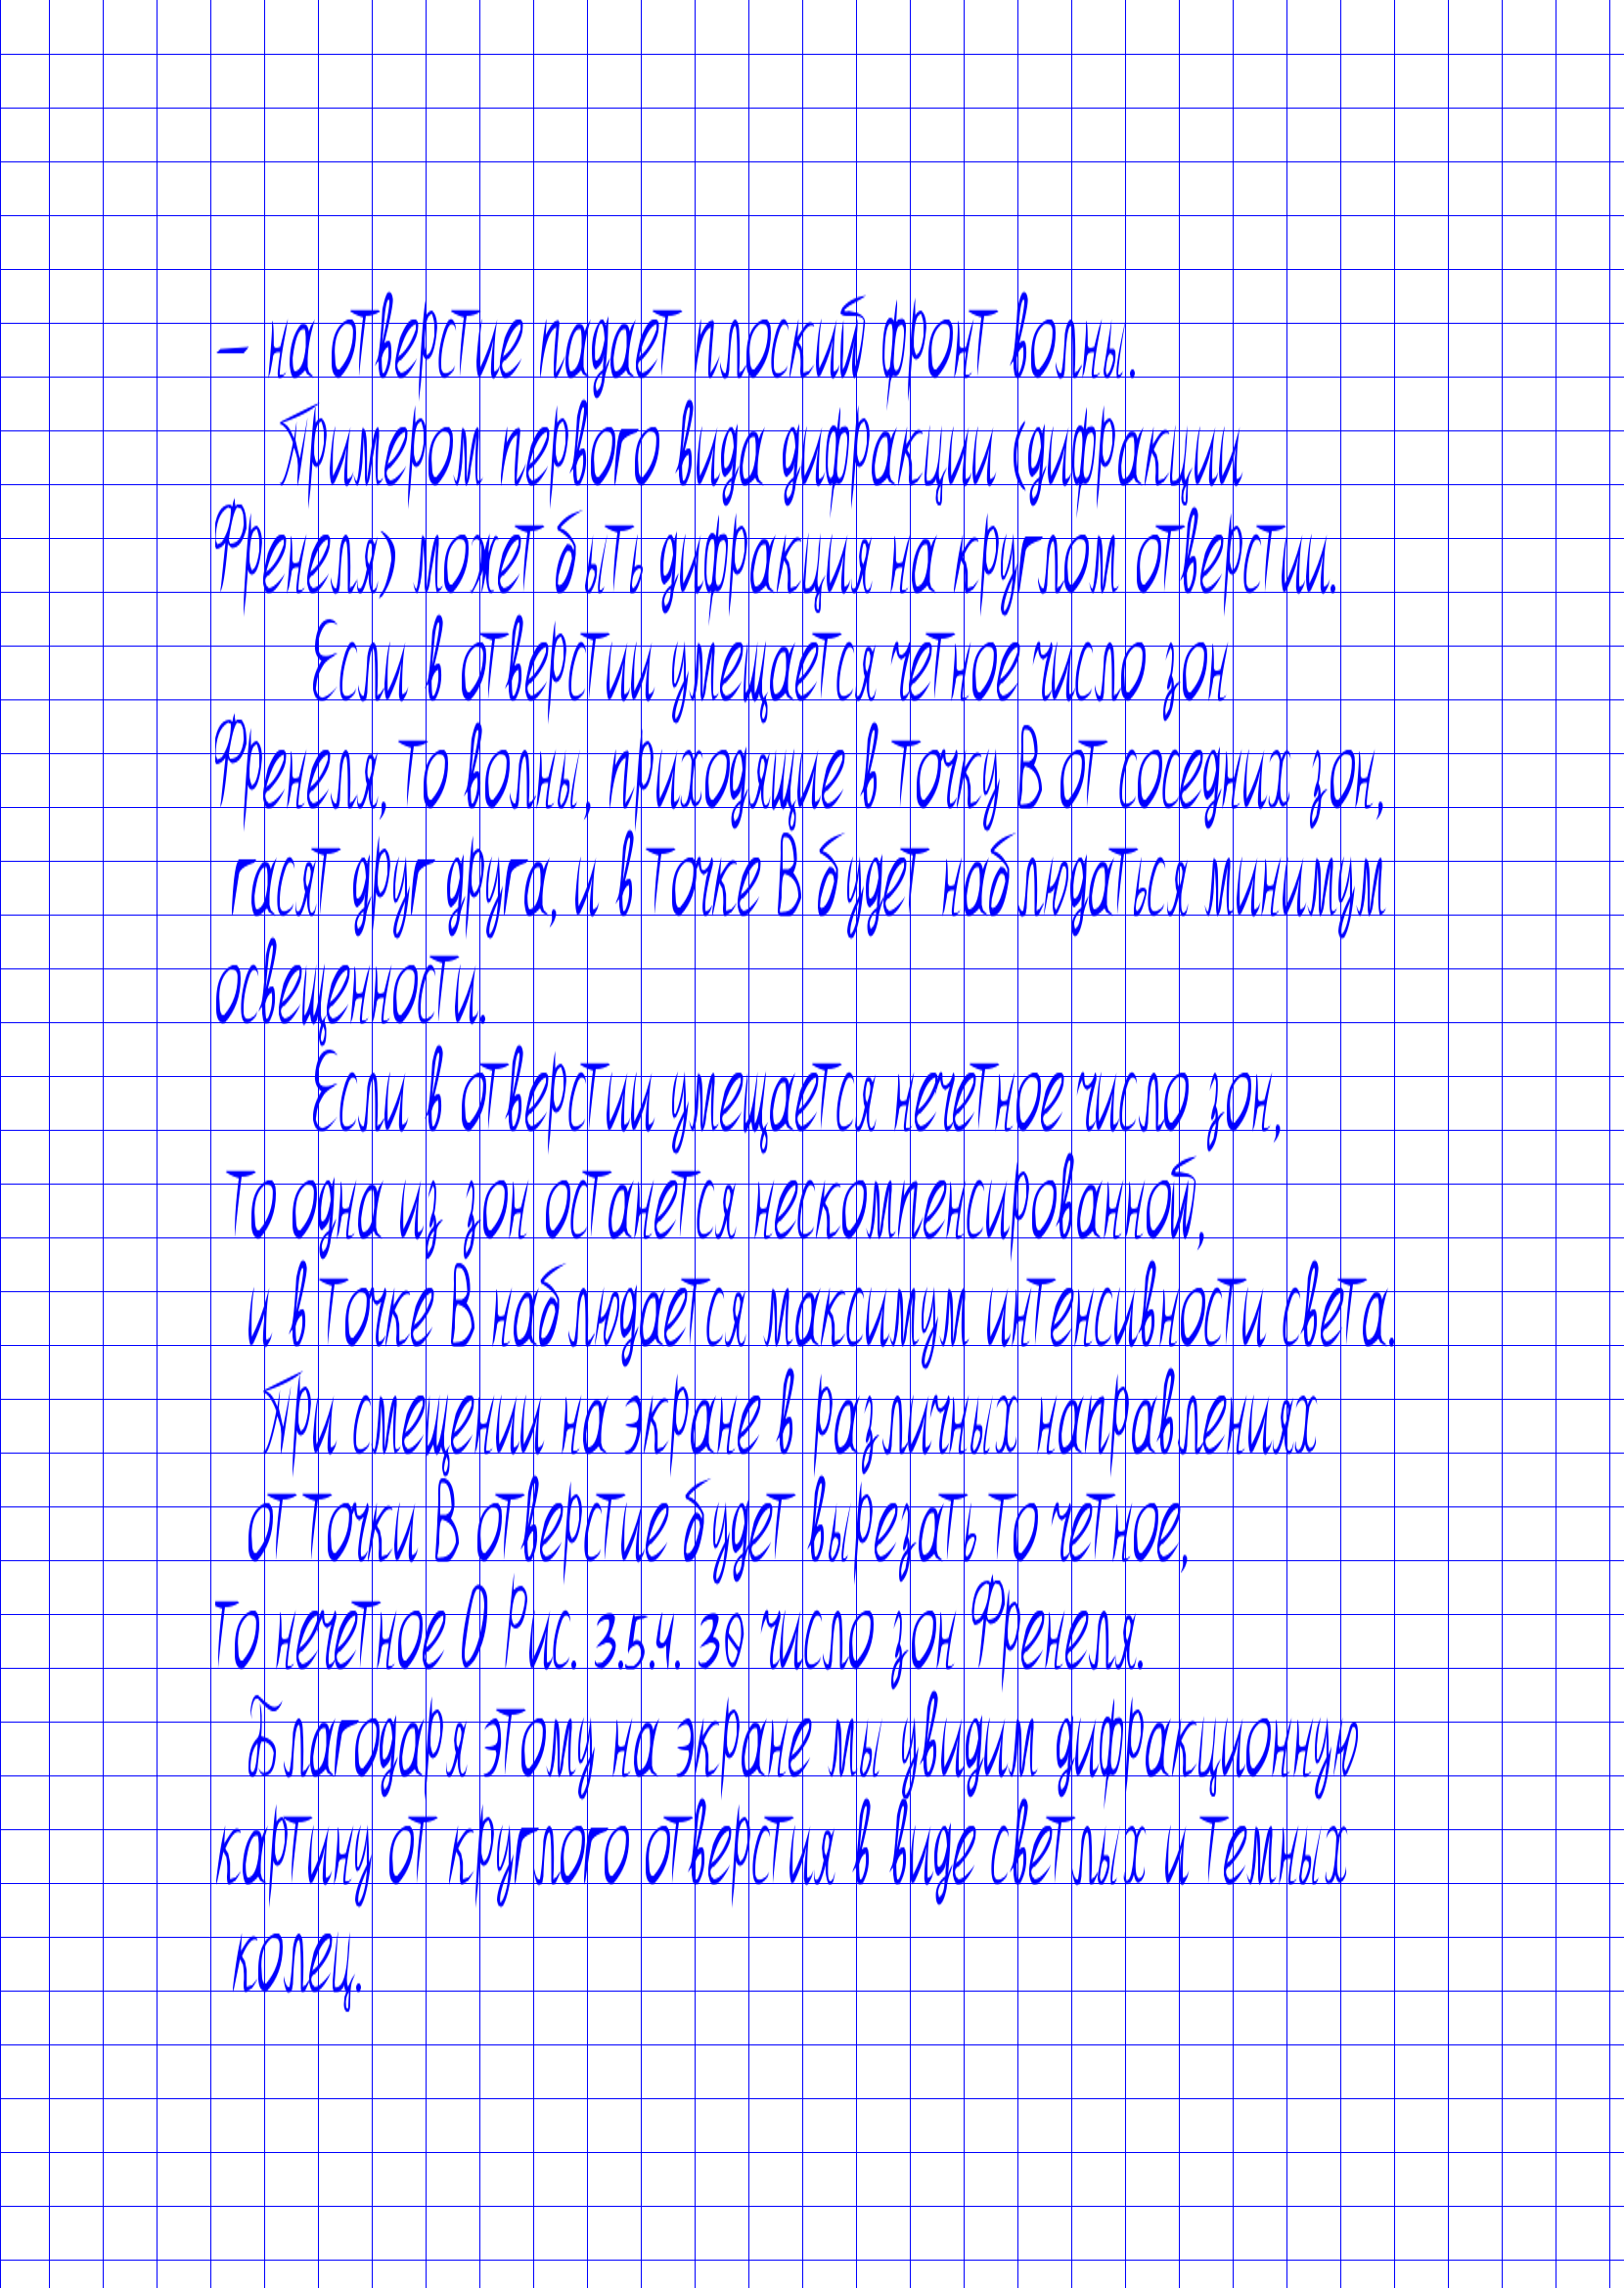 – на отверстие падает плоский фронт волны.
Примером первого вида дифракции (дифракции
Френеля) может быть дифракция на круглом отверстии.
Если в отверстии умещается четное число зон
Френеля, то волны, приходящие в точку В от соседних зон,
гасят друг друга, и в точке В будет наблюдаться минимум
освещенности.
Если в отверстии умещается нечетное число зон,
то одна из зон останется нескомпенсированной,
и в точке В наблюдается максимум интенсивности света.
При смещении на экране в различных направлениях
от точки В отверстие будет вырезать то четное,
то нечетное О Рис. 3.5.4. 30 число зон Френеля.
Благодаря этому на экране мы увидим дифракционную
картину от круглого отверстия в виде светлых и темных
колец.